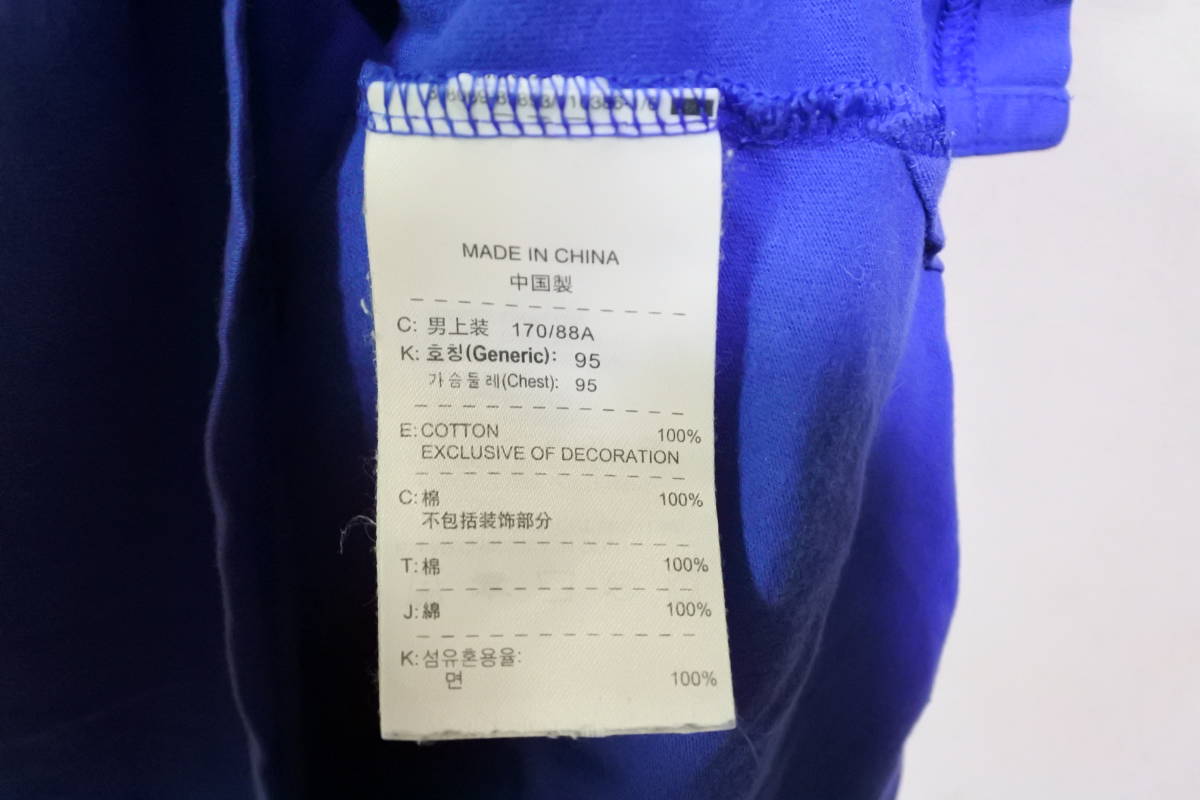 MADE IN CHINA
中国製
C: 男上装 170/88A
K: 호칭(Generic): 95
가슴둘레(Chest): 95
E: COTTON 100%
EXCLUSIVE OF DECORATION
C: 棉 100%
不包括装饰部分
T: 棉 100%
J: 綿 100%
K: 섬유혼용율:
면 100%